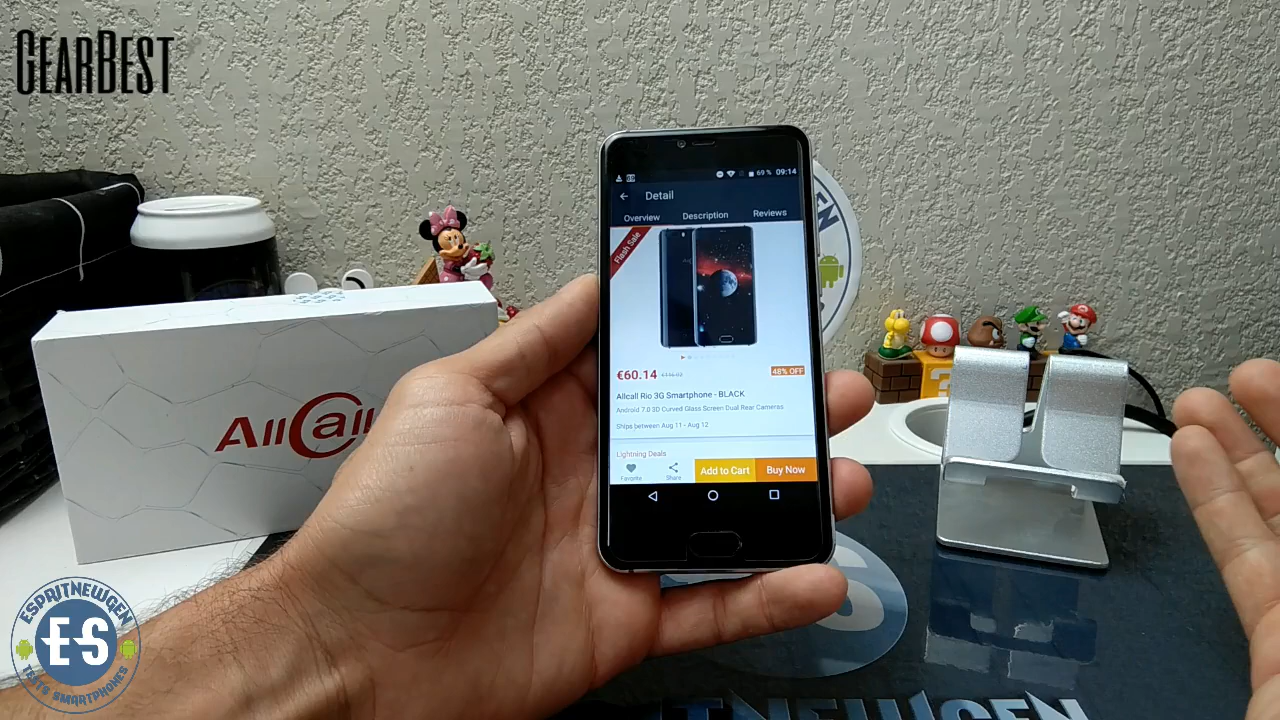 GEARBEST
69% 09:14
Detail
Overview Description Reviews
Flash Sale
€60.14
48% OFF
Allcall Rio 3G Smartphone - BLACK
Android 7.0 3D Curved Glass Screen Dual Rear Cameras
Ships between Aug 11 - Aug 12
Lightning Deals
Favorite Share Add to Cart Buy Now
AllCall
ESPRITNEWGEN
ES
TESTS SMARTPHONES
NEWGEN
ESPRITNEWGEN